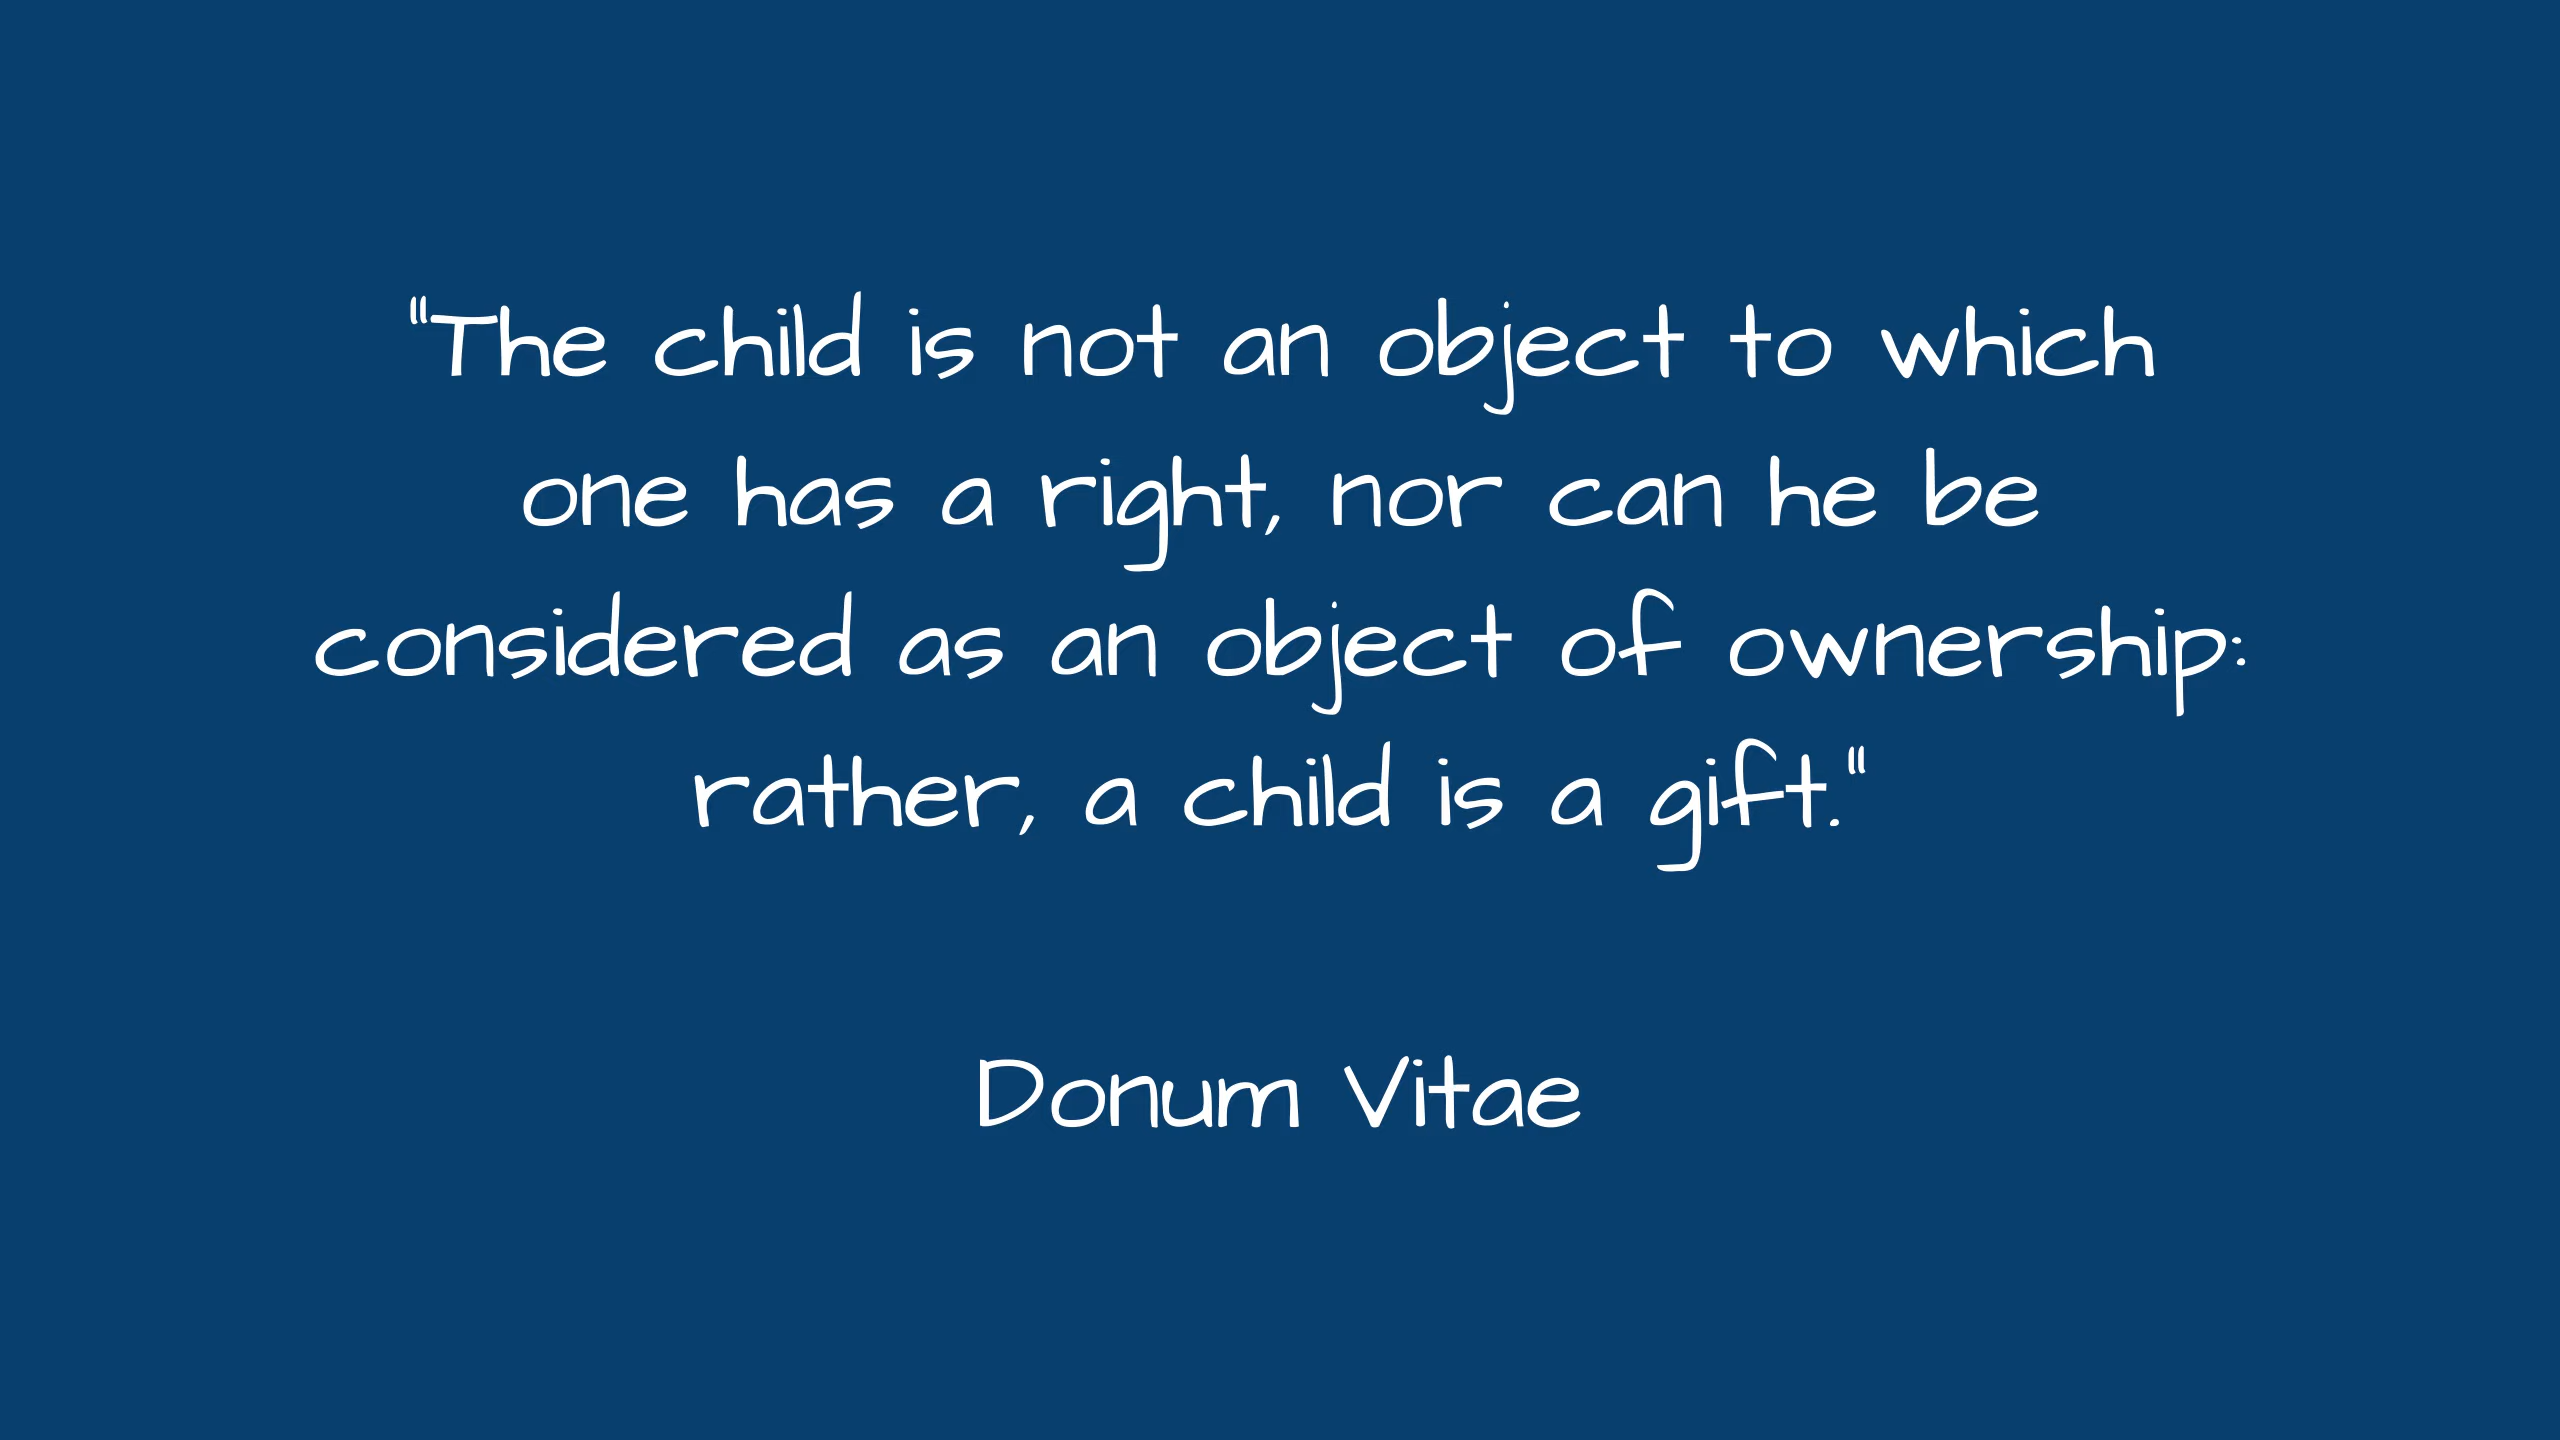 "The child is not an object to which
one has a right, nor can he be
considered as an object of ownership:
rather, a child is a gift."
Donum Vitae